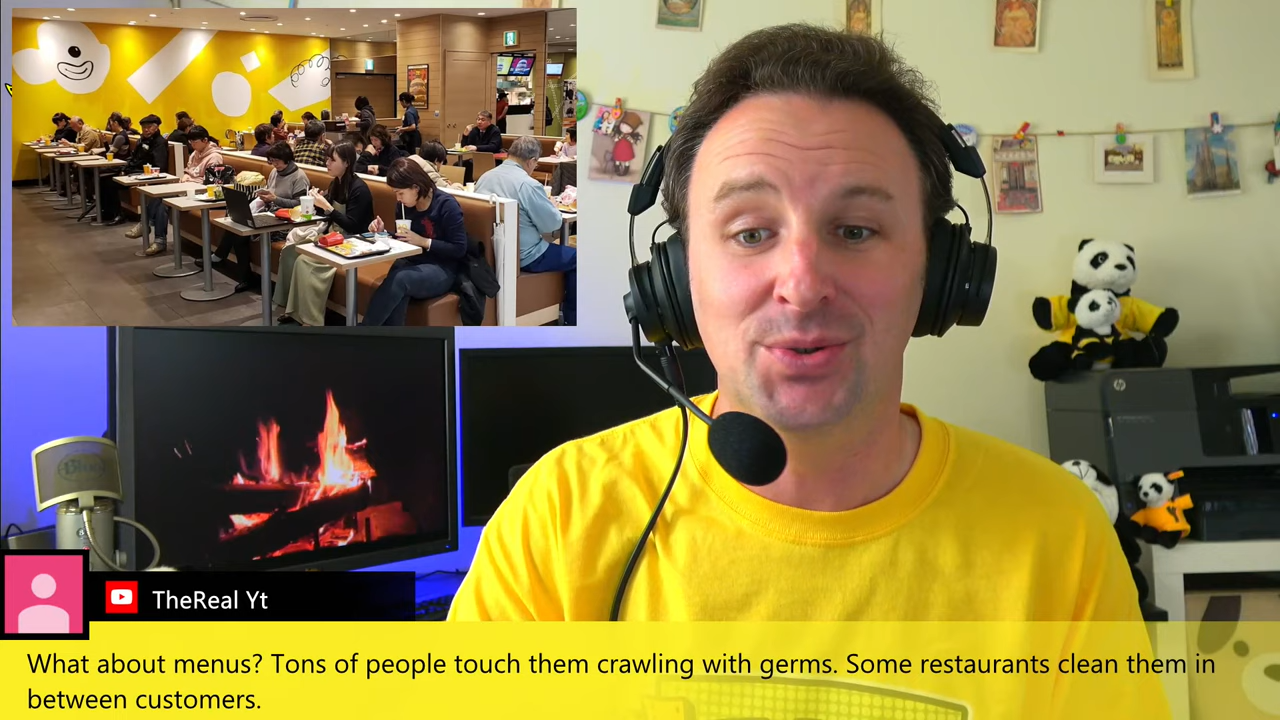 hp
TheReal Yt
What about menus? Tons of people touch them crawling with germs. Some restaurants clean them in
between customers.